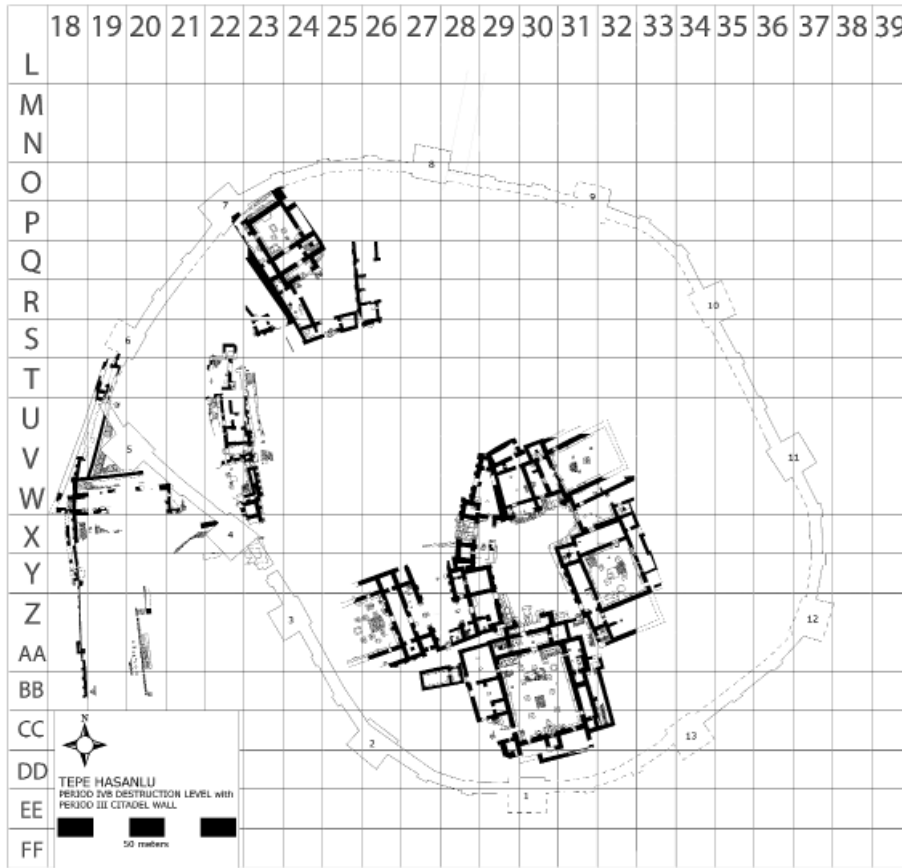 18 19 20 21 22 23 24 25 26 27 28 29 30 31 32 33 34 35 36 37 38 39
L
M
N
8
O
7
9
P
Q
R
10
S
6
T
U
V
5
11
W
X
4
Y
Z
3
12
AA
BB
CC
N
2
13
DD
TEPE HASANLU
PERIOD IVB DESTRUCTION LEVEL with
PERIOD III CITADEL WALL
1
EE
50 meters
FF